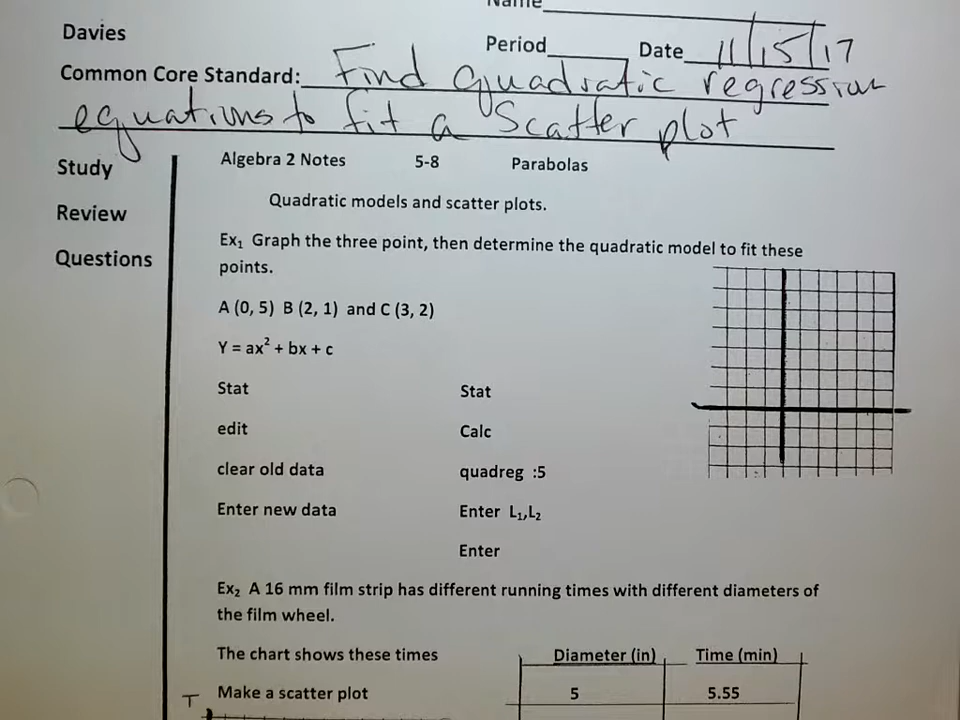 Name
Davies
Period Date 11/15/17
Common Core Standard: Find quadratic regression
equations to fit a Scatter plot
Study
Review
Questions
Algebra 2 Notes 5-8 Parabolas
Quadratic models and scatter plots.
Ex₁ Graph the three point, then determine the quadratic model to fit these
points.
A (0, 5) B (2, 1) and C (3, 2)
Y = ax² + bx + c
Stat Stat
edit Calc
clear old data quadreg :5
Enter new data Enter L₁,L₂
Enter
Ex₂ A 16 mm film strip has different running times with different diameters of
the film wheel.
The chart shows these times Diameter (in) Time (min)
T Make a scatter plot 5 5.55